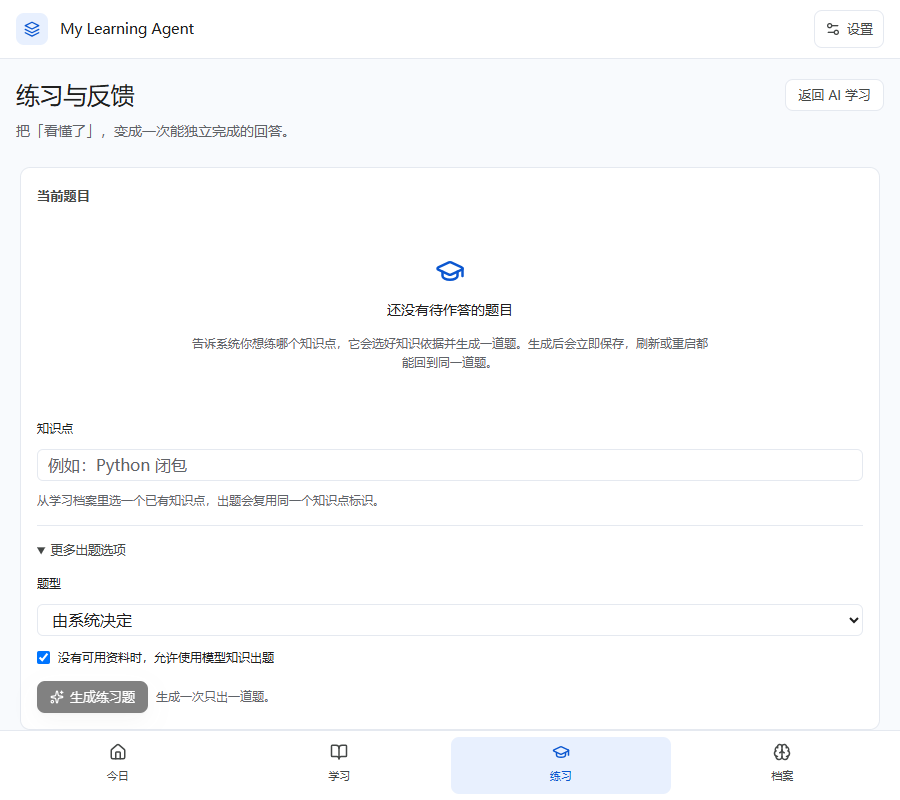 My Learning Agent
设置
练习与反馈
返回 AI 学习
把「看懂了」，变成一次能独立完成的回答。
当前题目
还没有待作答的题目
告诉系统你想练哪个知识点，它会选好知识依据并生成一道题。生成后会立即保存，刷新或重启都
能回到同一道题。
知识点
例如：Python 闭包
从学习档案里选一个已有知识点，出题会复用同一个知识点标识。
▼ 更多出题选项
题型
由系统决定
没有可用资料时，允许使用模型知识出题
生成练习题
生成一次只出一道题。
今日
学习
练习
档案